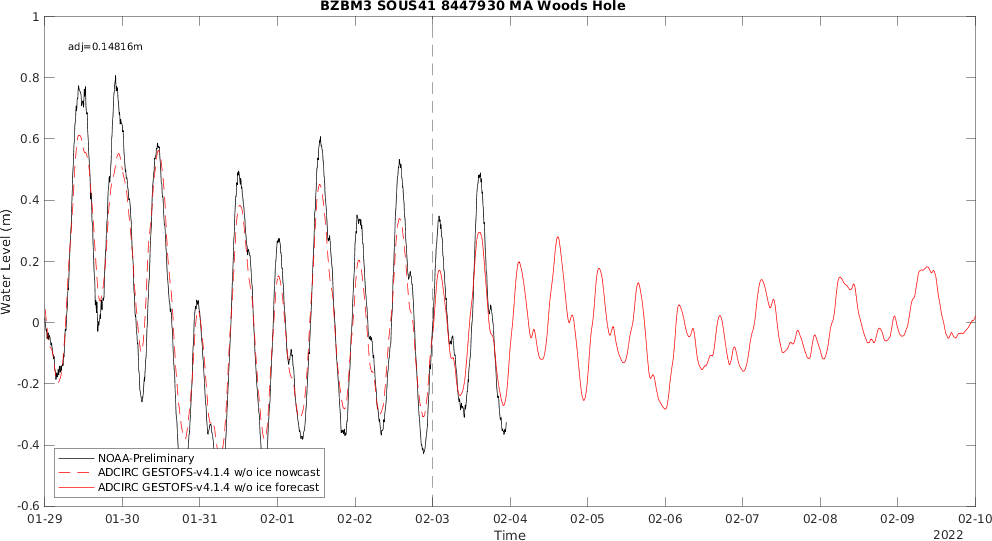 BZBM3 SOUS41 8447930 MA Woods Hole
adj=0.14816m
Water Level (m)
1
0.8
0.6
0.4
0.2
0
-0.2
-0.4
-0.6
NOAA-Preliminary
ADCIRC GESTOFS-v4.1.4 w/o ice nowcast
ADCIRC GESTOFS-v4.1.4 w/o ice forecast
01-29 01-30 01-31 02-01 02-02 02-03 02-04 02-05 02-06 02-07 02-08 02-09 02-10
Time
2022